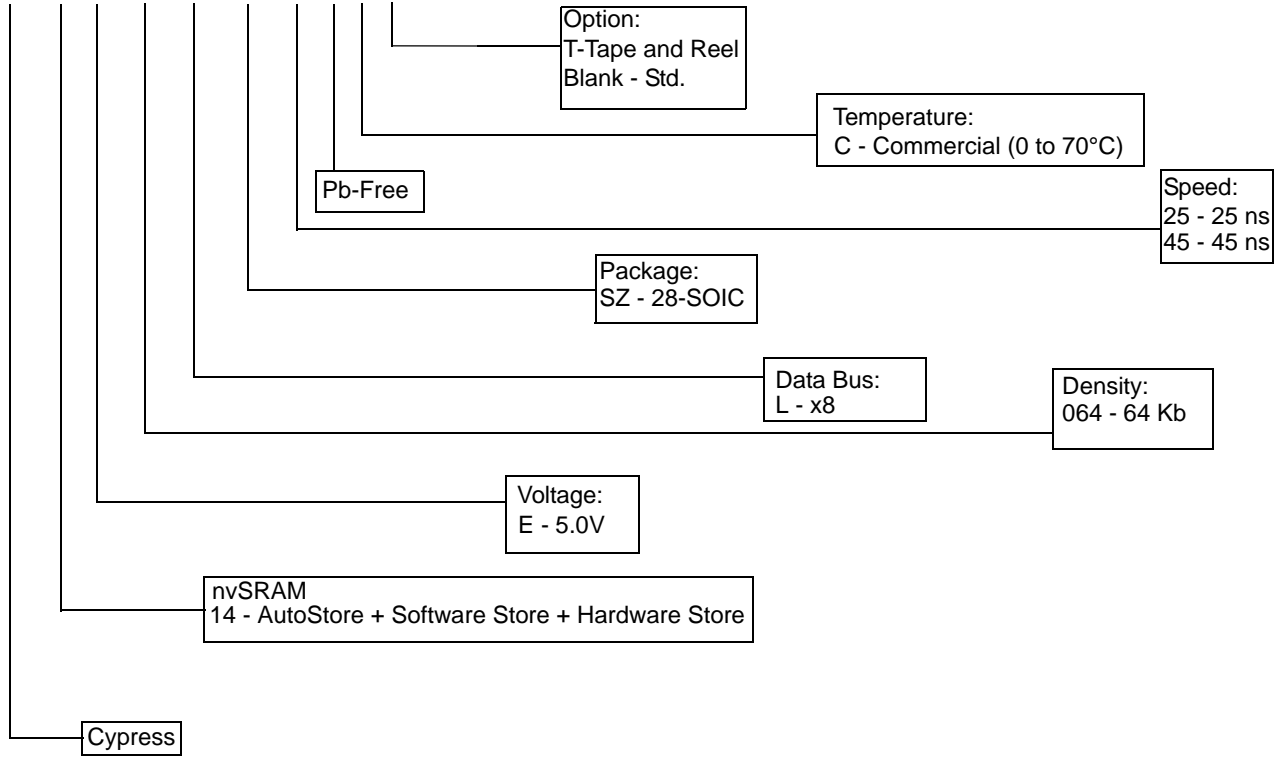 Option:
T-Tape and Reel
Blank - Std.
Temperature:
C - Commercial (0 to 70°C)
Pb-Free
Speed:
25 - 25 ns
45 - 45 ns
Package:
SZ - 28-SOIC
Data Bus:
L - x8
Density:
064 - 64 Kb
Voltage:
E - 5.0V
nvSRAM
14 - AutoStore + Software Store + Hardware Store
Cypress